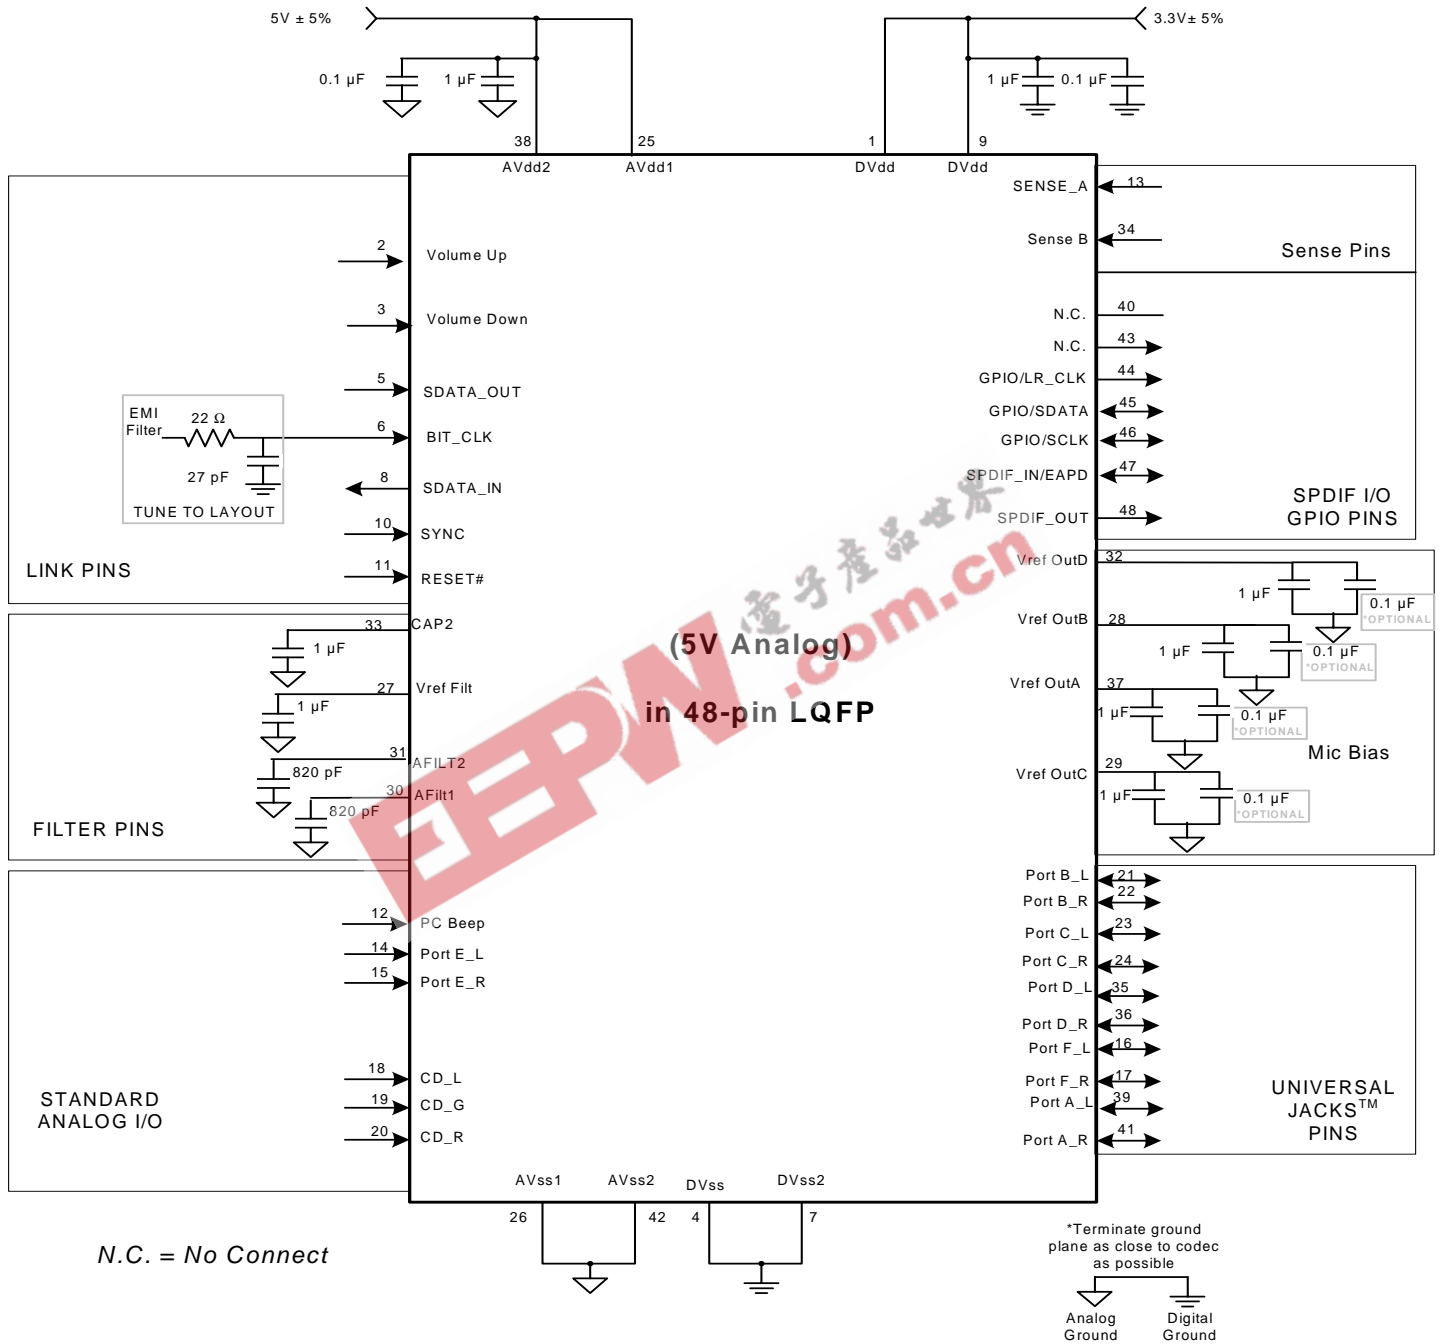 5V ± 5%
3.3V± 5%
0.1 µF
1 µF
1 µF
0.1 µF
38
25
1
9
AVdd2
AVdd1
DVdd
DVdd
2
Volume Up
3
Volume Down
5
SDATA_OUT
EMI
Filter
22 Ω
27 pF
TUNE TO LAYOUT
6
BIT_CLK
8
SDATA_IN
10
SYNC
11
RESET#
LINK PINS
33
CAP2
1 µF
27
Vref Filt
1 µF
31
AFILT2
820 pF
30
AFilt1
820 pF
FILTER PINS
12
PC Beep
14
Port E_L
15
Port E_R
18
CD_L
19
CD_G
20
CD_R
STANDARD
ANALOG I/O
(5V Analog)
in 48-pin LQFP
電子產品世界
EEPW.com.cn
SENSE_A
13
Sense B
34
Sense Pins
N.C.
40
N.C.
43
GPIO/LR_CLK
44
GPIO/SDATA
45
GPIO/SCLK
46
SPDIF_IN/EAPD
47
SPDIF_OUT
48
SPDIF I/O
GPIO PINS
Vref OutD
32
1 µF
0.1 µF
*OPTIONAL
Vref OutB
28
1 µF
0.1 µF
*OPTIONAL
Vref OutA
37
1 µF
0.1 µF
*OPTIONAL
Mic Bias
Vref OutC
29
1 µF
0.1 µF
*OPTIONAL
Port B_L
21
Port B_R
22
Port C_L
23
Port C_R
24
Port D_L
35
Port D_R
36
Port F_L
16
Port F_R
17
Port A_L
39
Port A_R
41
UNIVERSAL
JACKS™
PINS
AVss1
AVss2
DVss
DVss2
26
42
4
7
N.C. = No Connect
*Terminate ground
plane as close to codec
as possible
Analog
Ground
Digital
Ground